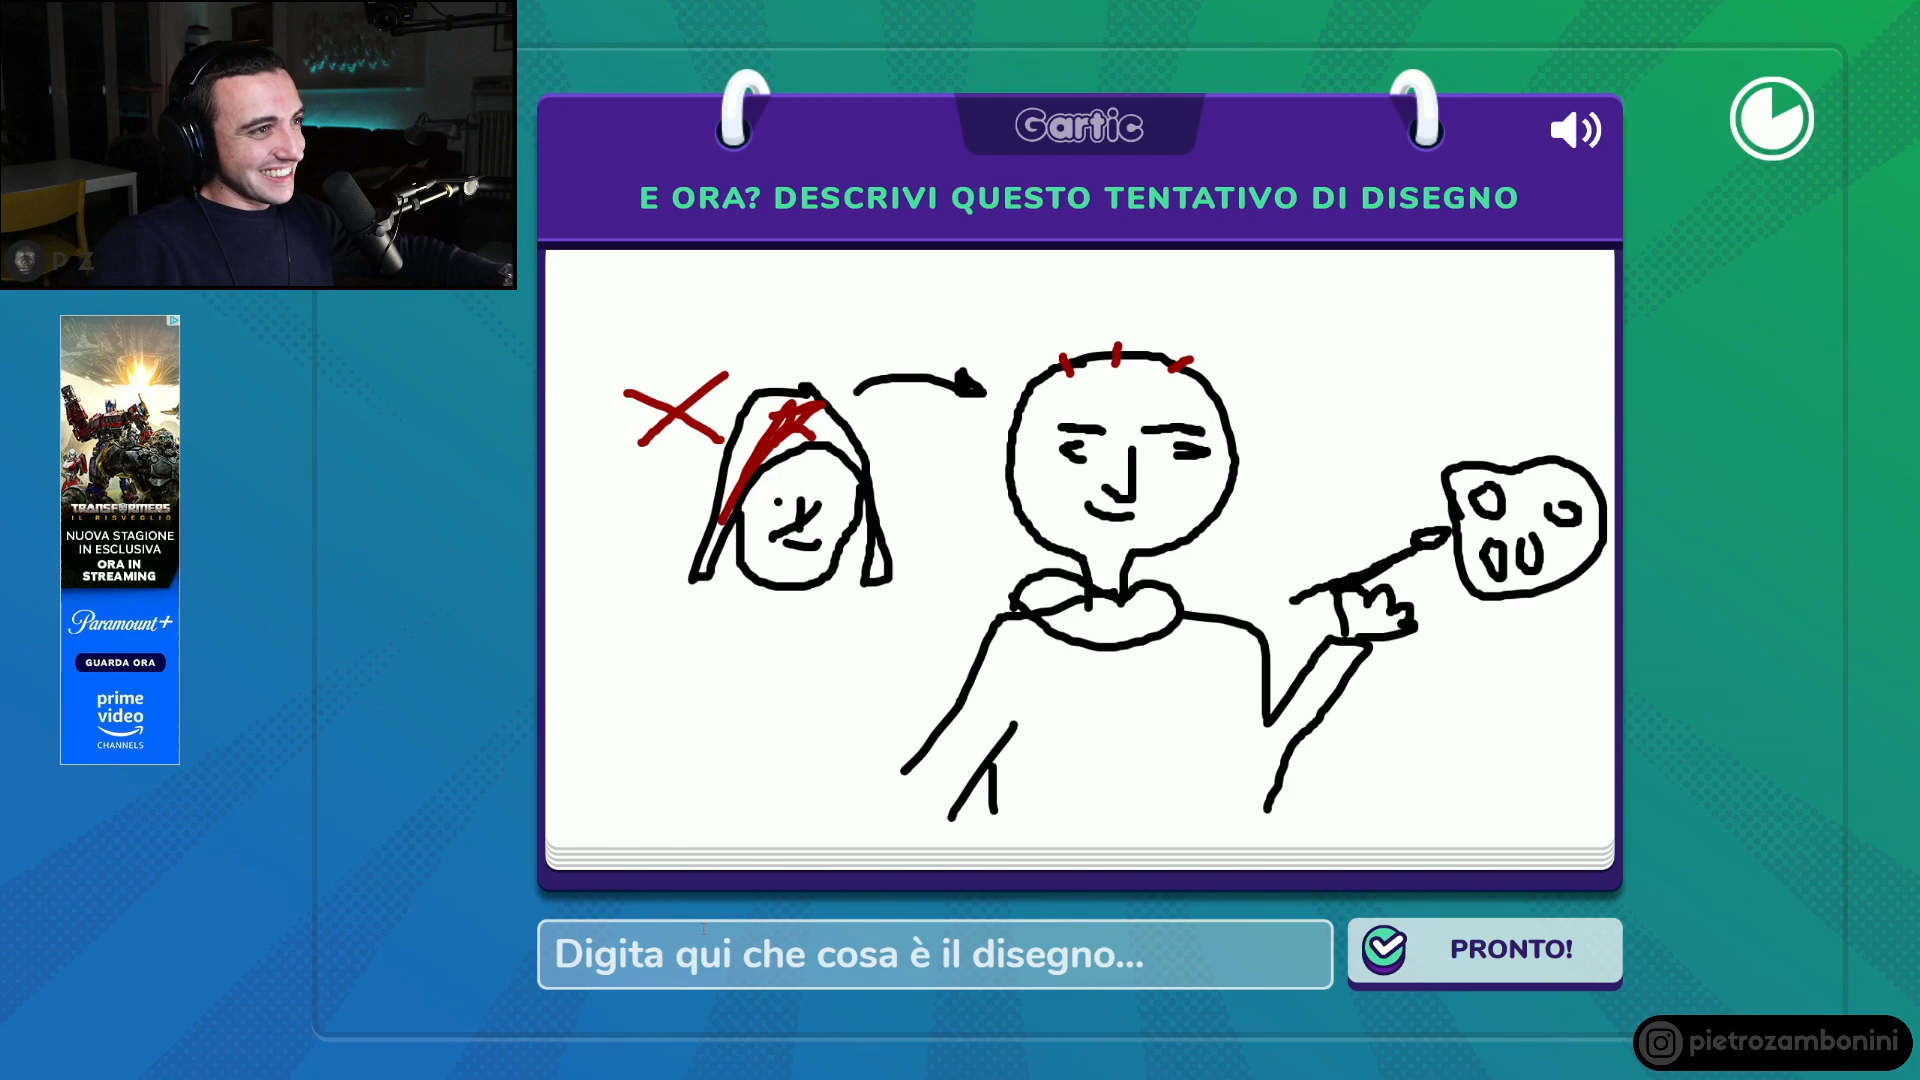 Gartic
E ORA? DESCRIVI QUESTO TENTATIVO DI DISEGNO
PZ
TRANSFORMERS
IL RISVEGLIO
NUOVA STAGIONE
IN ESCLUSIVA
ORA IN
STREAMING
Paramount+
GUARDA ORA
prime
video
CHANNELS
Digita qui che cosa è il disegno...
PRONTO!
pietrozambonini